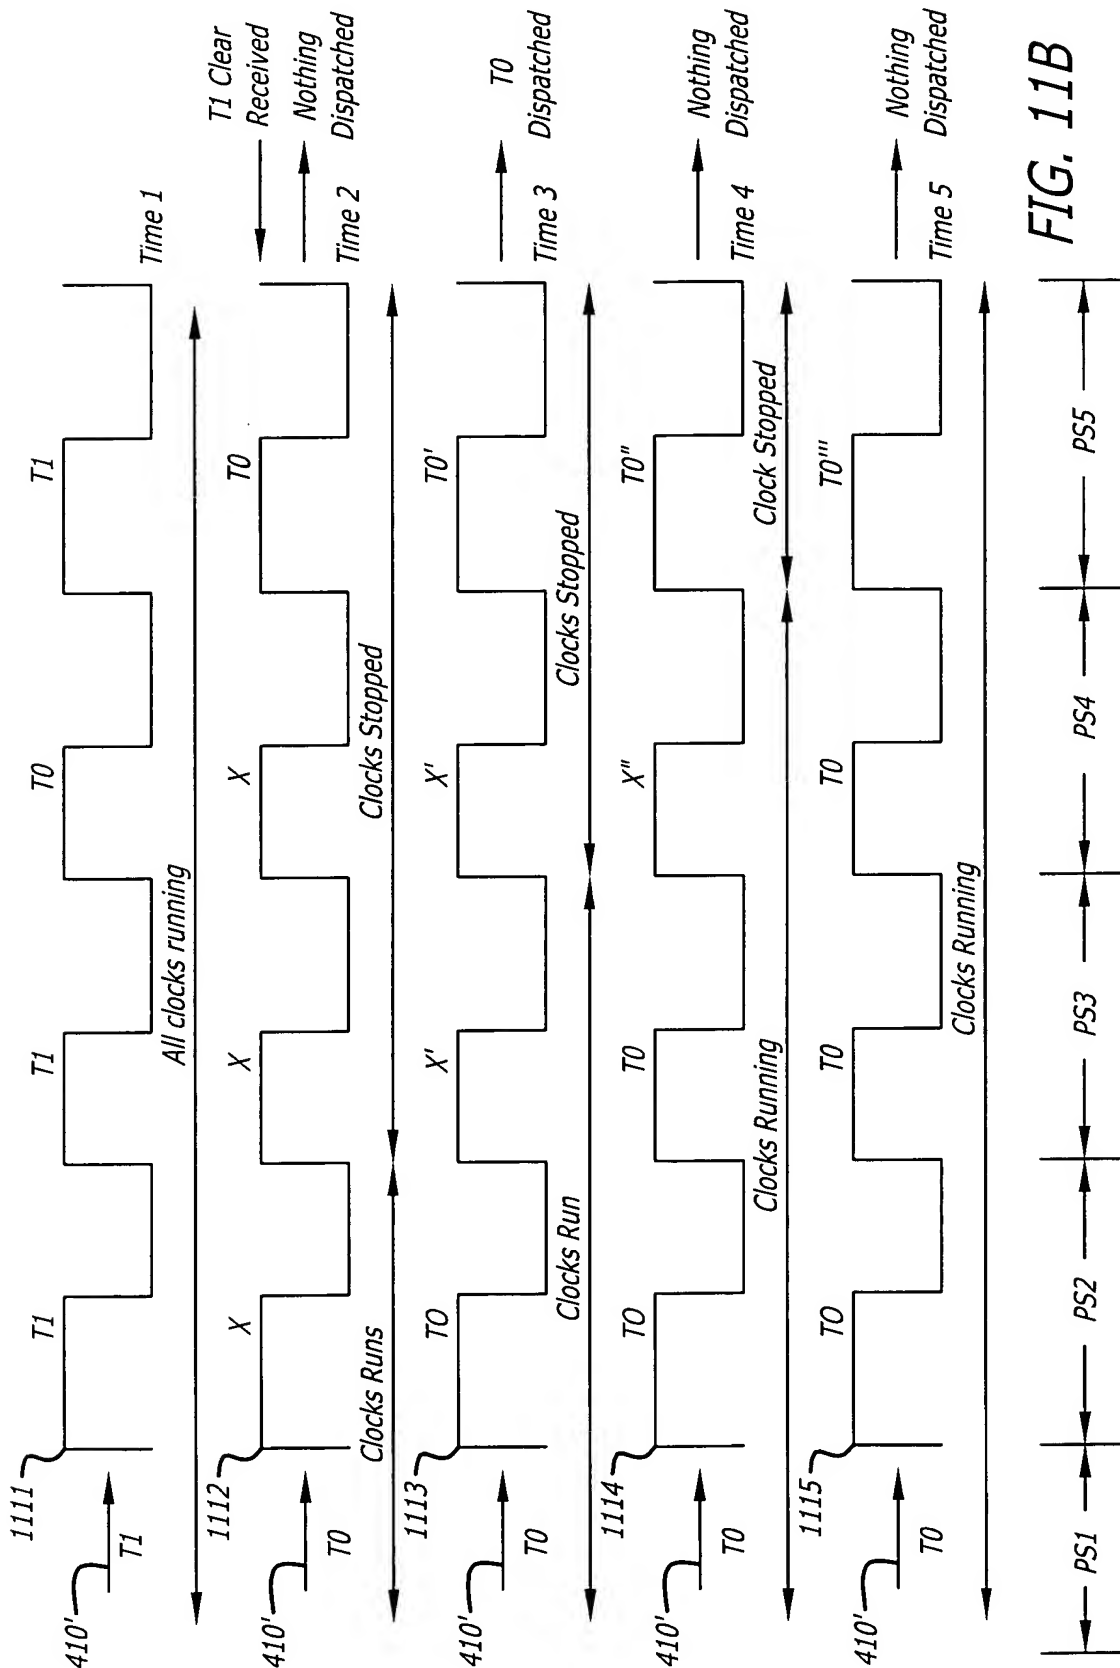 1111
T1
T1
T0
T1
410'
T1
All clocks running
Time 1
T1 Clear
Received
1112
X
X
X
T0
Nothing
Dispatched
410'
T0
Clocks Runs
Clocks Stopped
Time 2
1113
T0
X'
X'
T0'
T0
Dispatched
410'
T0
Clocks Run
Clocks Stopped
Time 3
1114
T0
T0
X"
T0"
Nothing
Dispatched
410'
T0
Clocks Running
Clock Stopped
Time 4
1115
T0
T0
T0
T0'''
Nothing
Dispatched
410'
T0
Clocks Running
Time 5
PS1
PS2
PS3
PS4
PS5
FIG. 11B